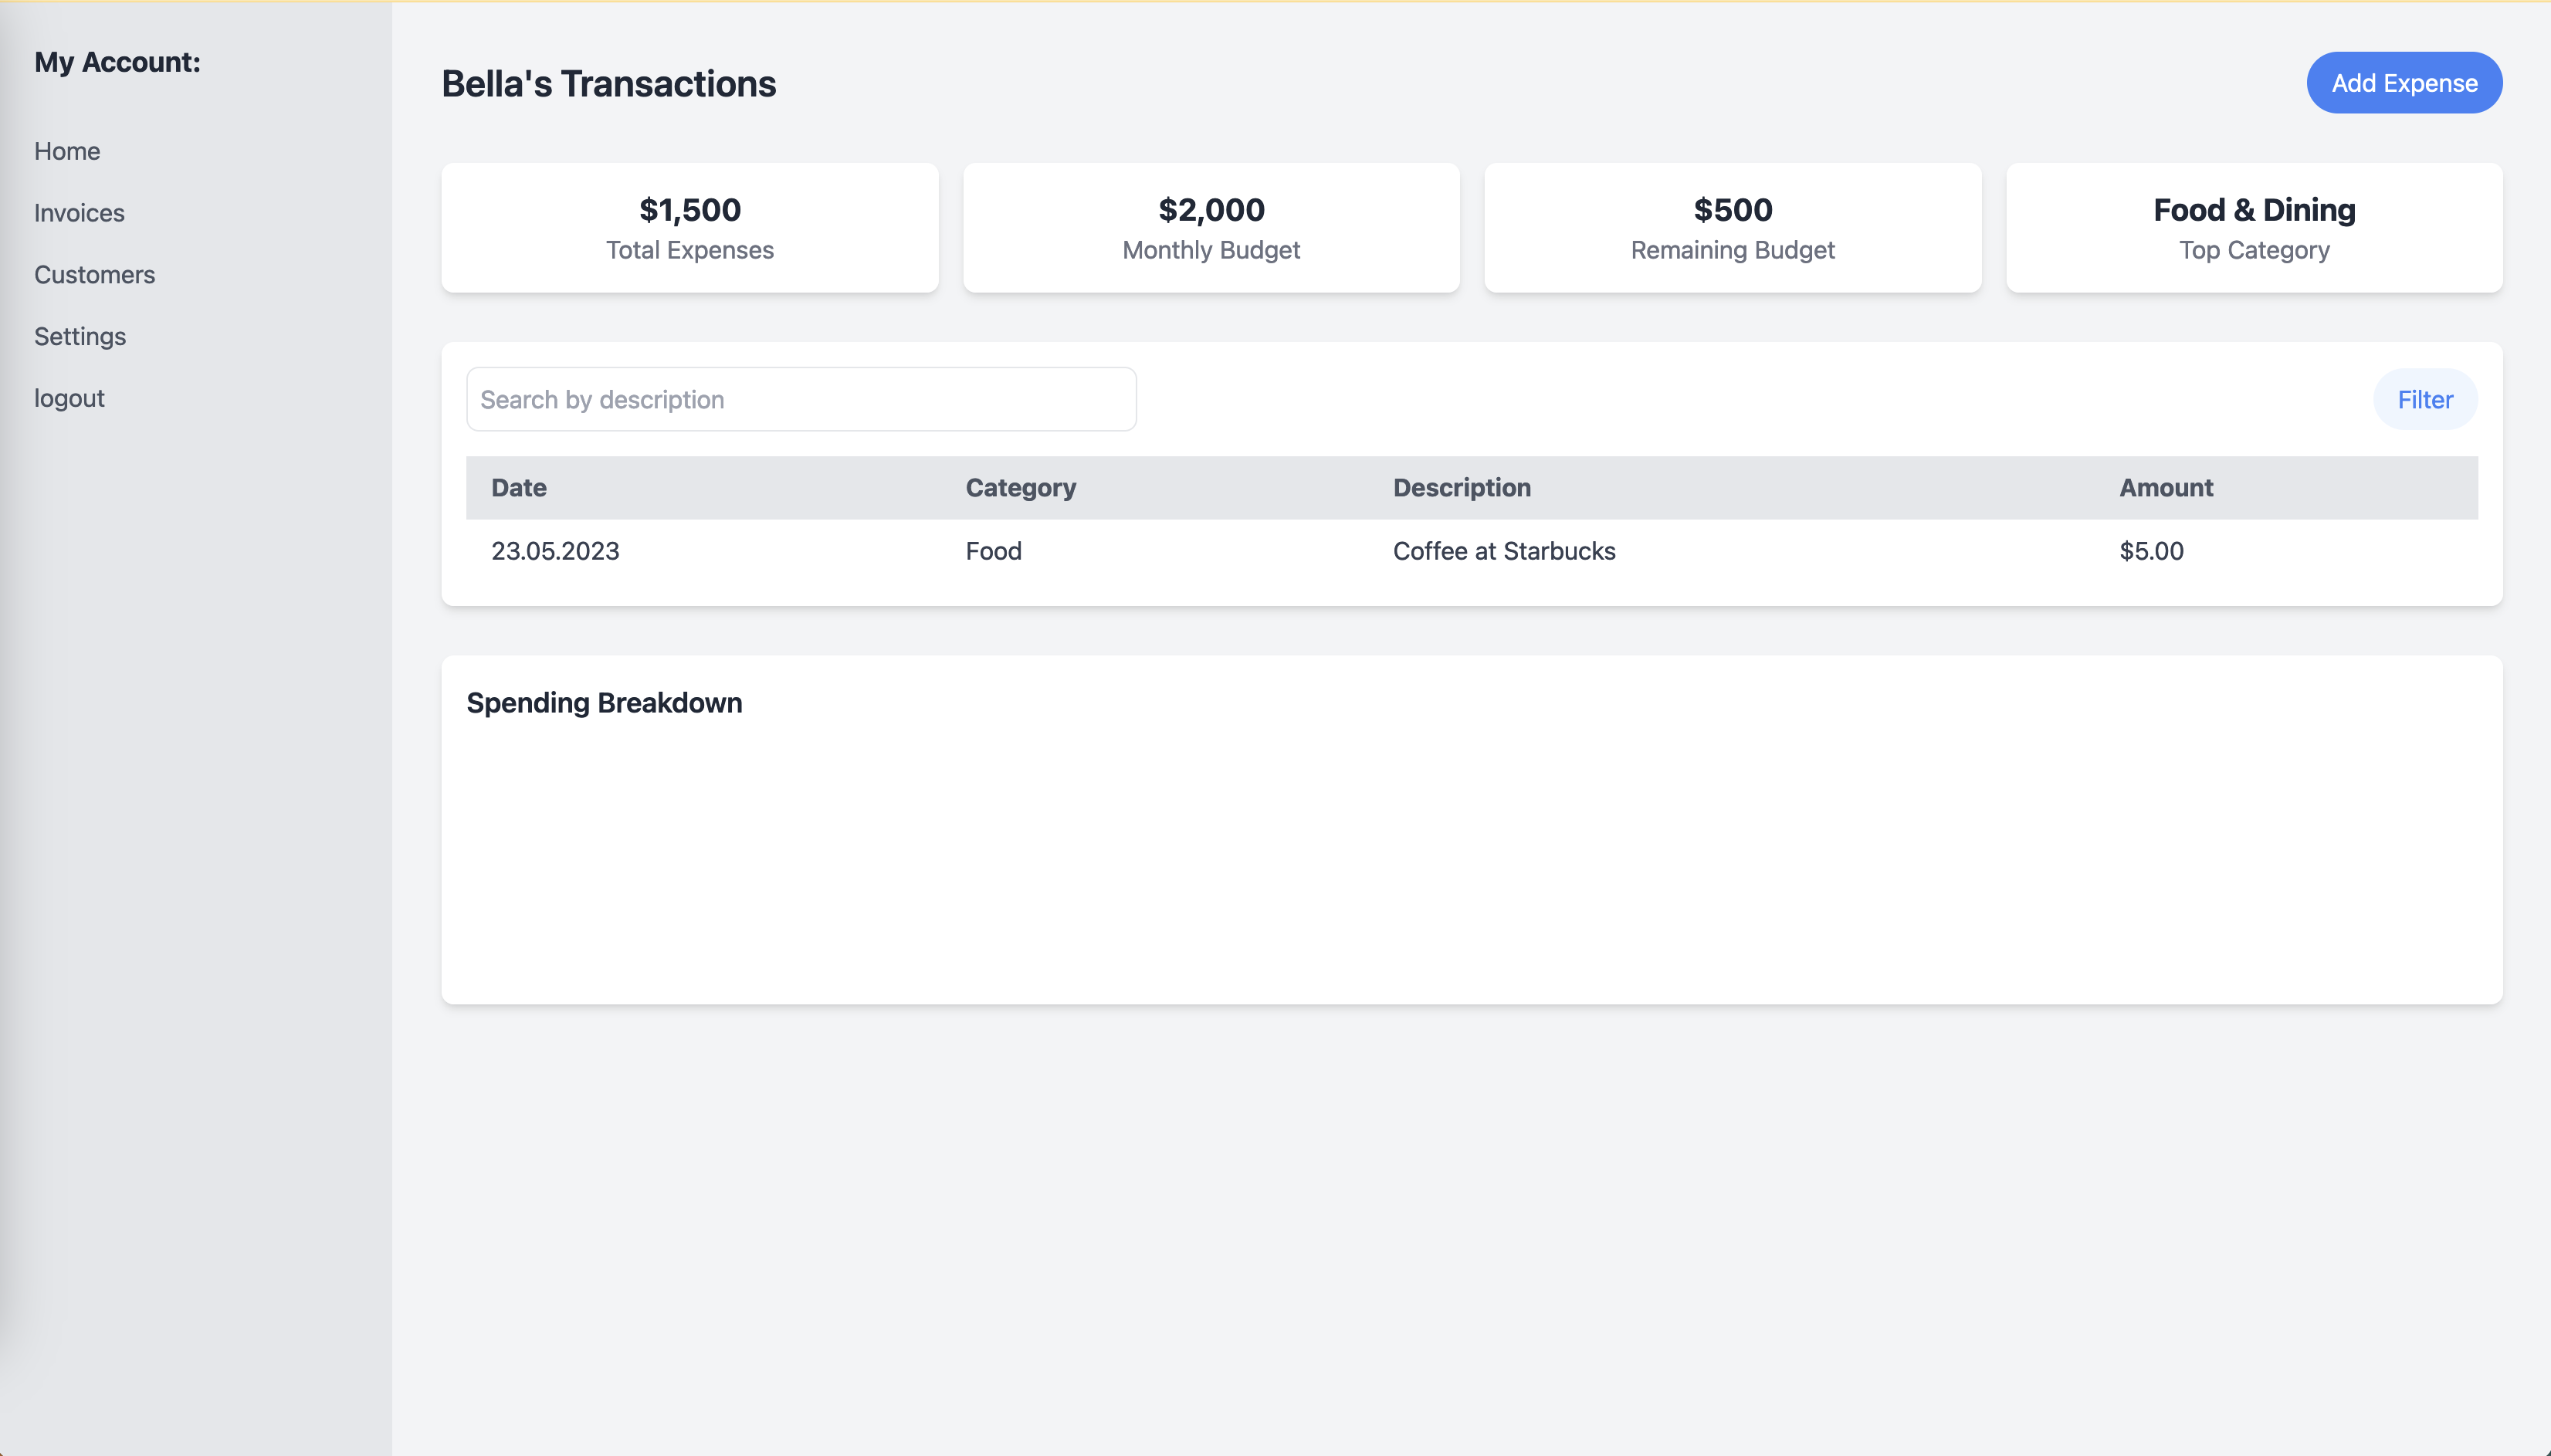 My Account:
Home
Invoices
Customers
Settings
logout
Bella's Transactions
Add Expense
$1,500
Total Expenses
$2,000
Monthly Budget
$500
Remaining Budget
Food & Dining
Top Category
Search by description
Filter
Date Category Description Amount
23.05.2023 Food Coffee at Starbucks $5.00
Spending Breakdown